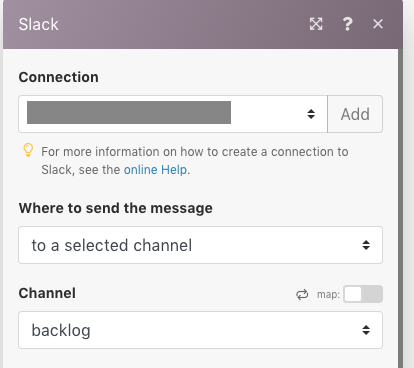 Slack
?
Connection
Add
For more information on how to create a connection to
Slack, see the online Help.
Where to send the message
to a selected channel
Channel
map:
backlog